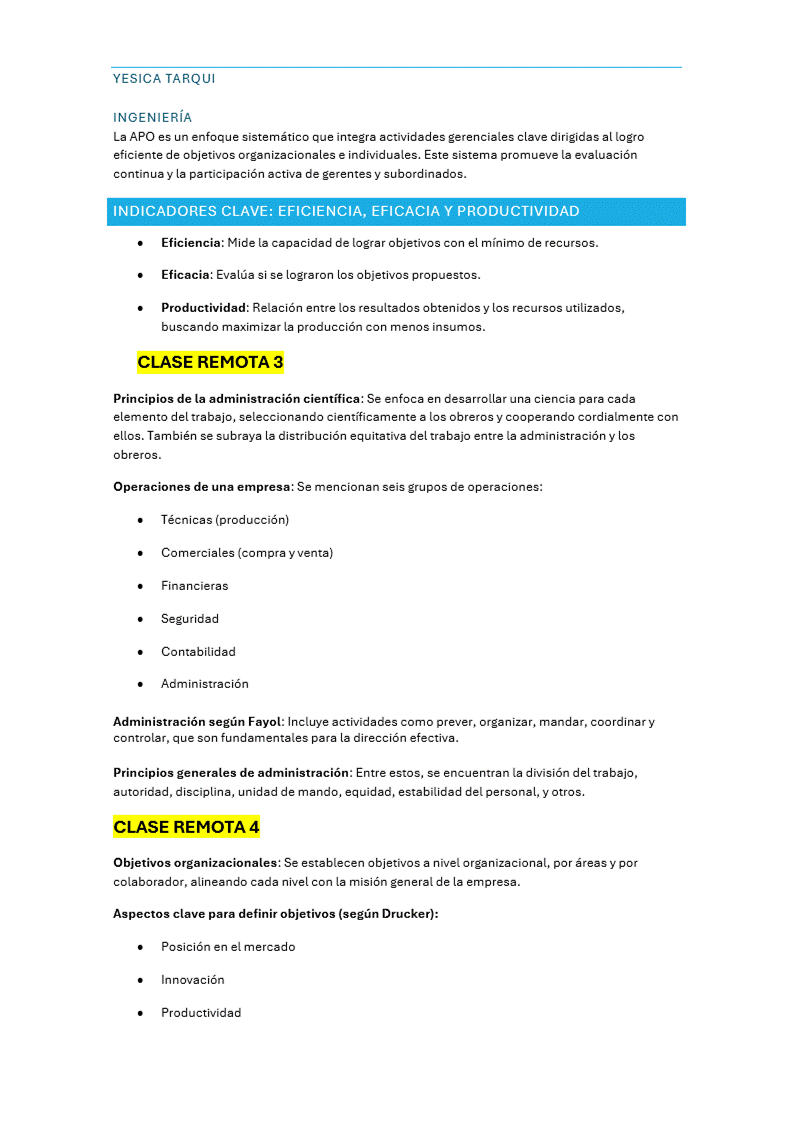 YESICA TARQUI
INGENIERÍA
La APO es un enfoque sistemático que integra actividades gerenciales clave dirigidas al logro
eficiente de objetivos organizacionales e individuales. Este sistema promueve la evaluación
continua y la participación activa de gerentes y subordinados.
INDICADORES CLAVE: EFICIENCIA, EFICACIA Y PRODUCTIVIDAD
• Eficiencia: Mide la capacidad de lograr objetivos con el mínimo de recursos.
• Eficacia: Evalúa si se lograron los objetivos propuestos.
• Productividad: Relación entre los resultados obtenidos y los recursos utilizados,
buscando maximizar la producción con menos insumos.
CLASE REMOTA 3
Principios de la administración científica: Se enfoca en desarrollar una ciencia para cada
elemento del trabajo, seleccionando científicamente a los obreros y cooperando cordialmente con
ellos. También se subraya la distribución equitativa del trabajo entre la administración y los
obreros.
Operaciones de una empresa: Se mencionan seis grupos de operaciones:
• Técnicas (producción)
• Comerciales (compra y venta)
• Financieras
• Seguridad
• Contabilidad
• Administración
Administración según Fayol: Incluye actividades como prever, organizar, mandar, coordinar y
controlar, que son fundamentales para la dirección efectiva.
Principios generales de administración: Entre estos, se encuentran la división del trabajo,
autoridad, disciplina, unidad de mando, equidad, estabilidad del personal, y otros.
CLASE REMOTA 4
Objetivos organizacionales: Se establecen objetivos a nivel organizacional, por áreas y por
colaborador, alineando cada nivel con la misión general de la empresa.
Aspectos clave para definir objetivos (según Drucker):
• Posición en el mercado
• Innovación
• Productividad